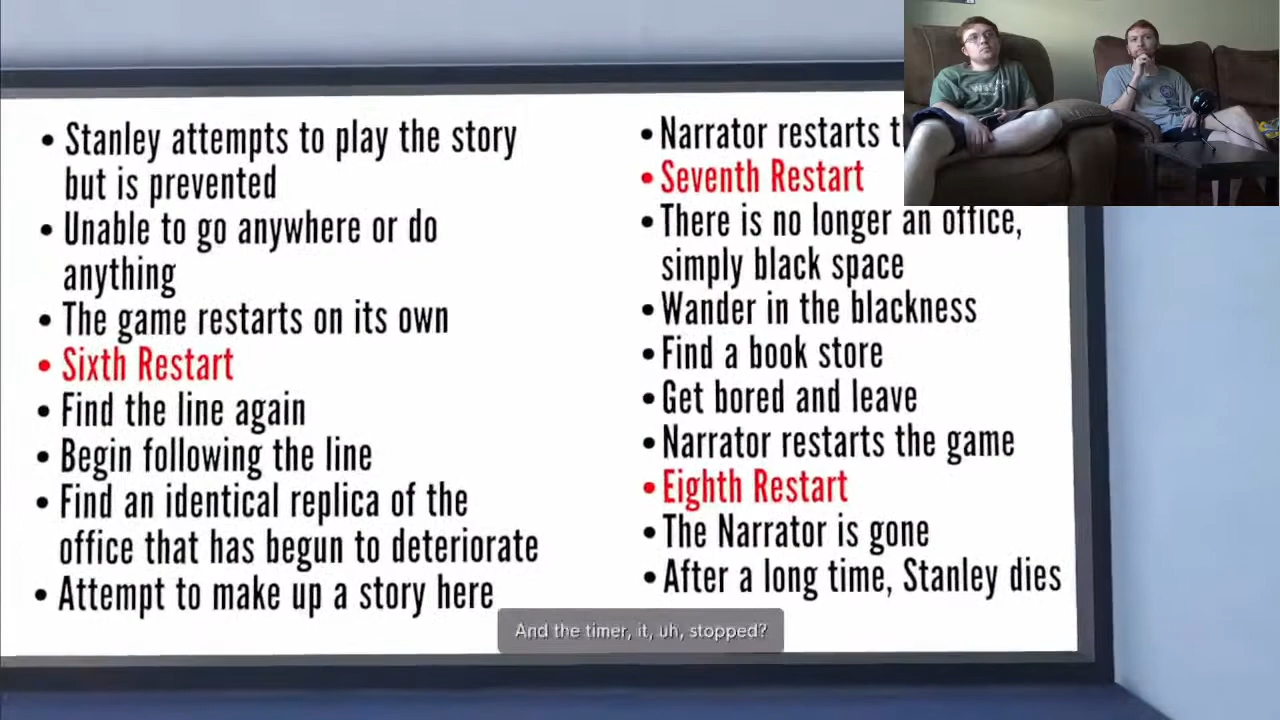 • Stanley attempts to play the story
but is prevented
• Unable to go anywhere or do
anything
• The game restarts on its own
• Sixth Restart
• Find the line again
• Begin following the line
• Find an identical replica of the
office that has begun to deteriorate
• Attempt to make up a story here
• Narrator restarts
• Seventh Restart
• There is no longer an office,
simply black space
• Wander in the blackness
• Find a book store
• Get bored and leave
• Narrator restarts the game
• Eighth Restart
• The Narrator is gone
• After a long time, Stanley dies
And the timer, it, uh, stopped?